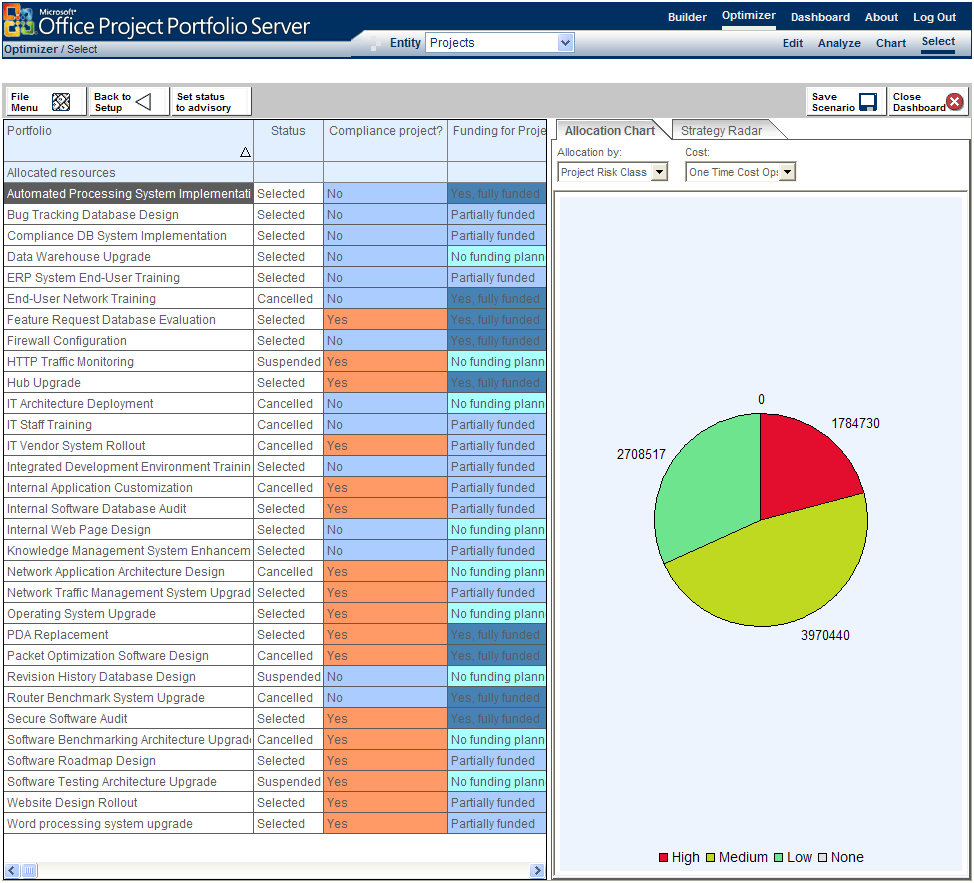 Microsoft®
Office Project Portfolio Server
Builder Optimizer Dashboard About Log Out
Optimizer / Select
Entity Projects
Edit Analyze Chart Select
File Menu
Back to Setup
Set status to advisory
Save Scenario
Close Dashboard
Portfolio Status Compliance project? Funding for Proje
Allocated resources
Automated Processing System Implementati Selected No Yes, fully funded
Bug Tracking Database Design Selected No Partially funded
Compliance DB System Implementation Selected No Partially funded
Data Warehouse Upgrade Selected No No funding plann
ERP System End-User Training Selected No Partially funded
End-User Network Training Cancelled No Yes, fully funded
Feature Request Database Evaluation Selected Yes Yes, fully funded
Firewall Configuration Selected No Yes, fully funded
HTTP Traffic Monitoring Suspended Yes No funding plann
Hub Upgrade Selected Yes Yes, fully funded
IT Architecture Deployment Cancelled No No funding plann
IT Staff Training Cancelled No Partially funded
IT Vendor System Rollout Cancelled Yes Partially funded
Integrated Development Environment Trainin Selected No Partially funded
Internal Application Customization Cancelled Yes Partially funded
Internal Software Database Audit Selected Yes Partially funded
Internal Web Page Design Selected No No funding plann
Knowledge Management System Enhancem Selected No Partially funded
Network Application Architecture Design Cancelled Yes No funding plann
Network Traffic Management System Upgrad Selected Yes Partially funded
Operating System Upgrade Selected Yes No funding plann
PDA Replacement Selected Yes Yes, fully funded
Packet Optimization Software Design Cancelled Yes Yes, fully funded
Revision History Database Design Suspended No No funding plann
Router Benchmark System Upgrade Cancelled No Yes, fully funded
Secure Software Audit Selected Yes Yes, fully funded
Software Benchmarking Architecture Upgrade Cancelled Yes No funding plann
Software Roadmap Design Selected Yes Partially funded
Software Testing Architecture Upgrade Suspended Yes No funding plann
Website Design Rollout Selected Yes Partially funded
Word processing system upgrade Selected Yes Partially funded
Allocation Chart Strategy Radar
Allocation by: Cost:
Project Risk Class One Time Cost Ops
0
1784730
2708517
3970440
High Medium Low None